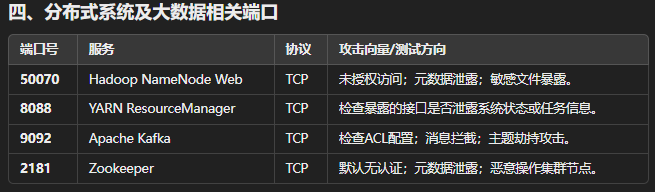 四、分布式系统及大数据相关端口
端口号 服务 协议 攻击向量/测试方向
50070 Hadoop NameNode Web TCP 未授权访问；元数据泄露；敏感文件暴露。
8088 YARN ResourceManager TCP 检查暴露的接口是否泄露系统状态或任务信息。
9092 Apache Kafka TCP 检查ACL配置；消息拦截；主题劫持攻击。
2181 Zookeeper TCP 默认无认证；元数据泄露；恶意操作集群节点。